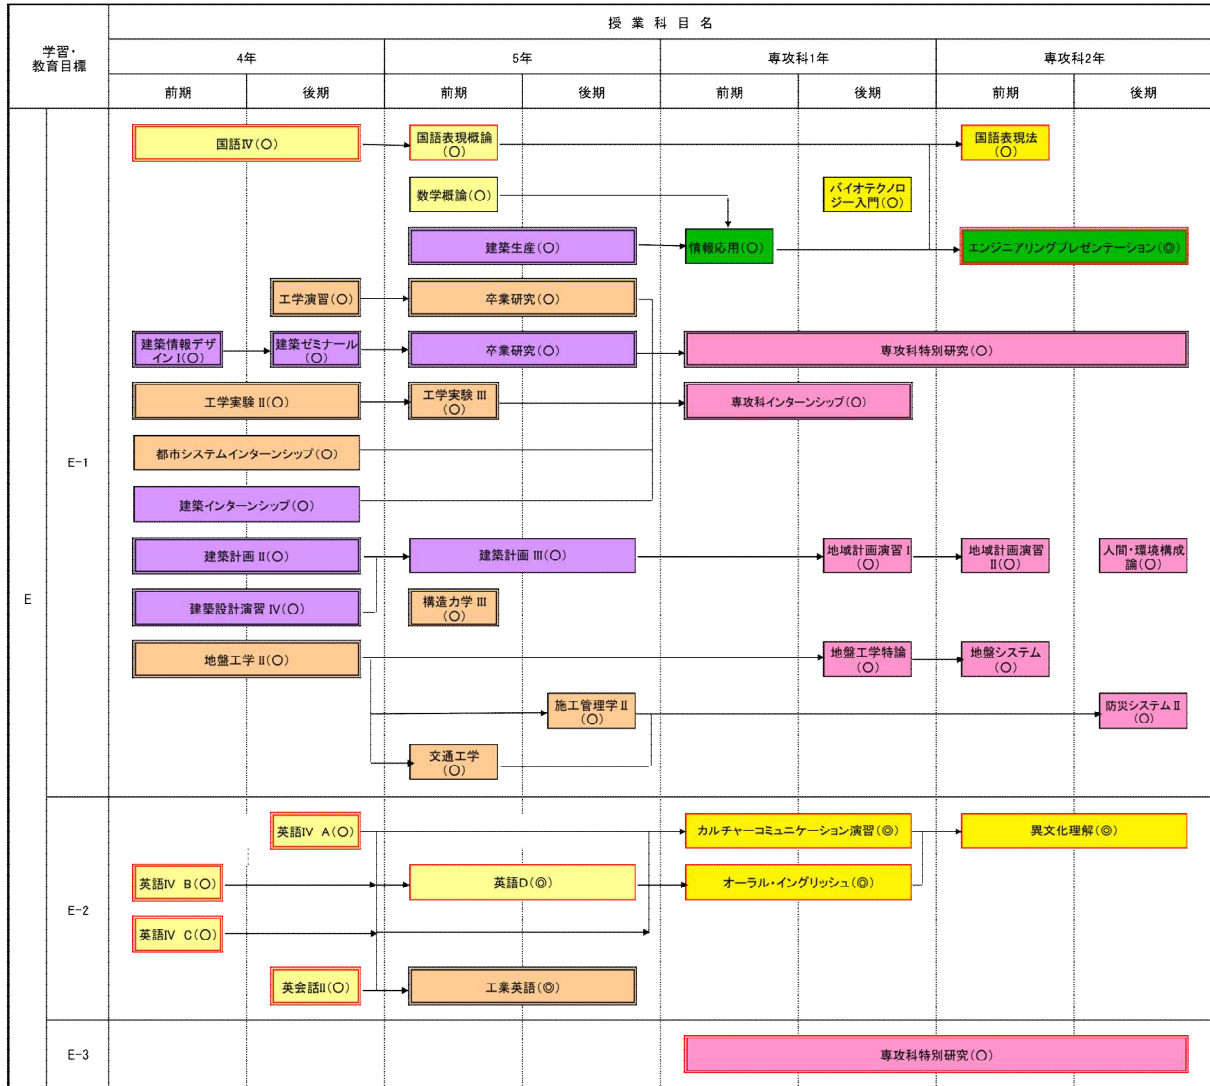 授 業 科 目 名
学習・
教育目標
4年
5年
専攻科1年
専攻科2年
前期
後期
前期
後期
前期
後期
前期
後期
E
E-1
国語Ⅳ(○)
国語表現概論
(○)
国語表現法
(○)
数学概論(○)
バイオテクノロ
ジー入門(○)
建築生産(○)
情報応用(○)
エンジニアリングプレゼンテーション(◎)
工学演習(○)
卒業研究(○)
建築情報デザ
インⅠ(○)
建築ゼミナール
(○)
卒業研究(○)
専攻科特別研究(○)
工学実験 Ⅱ(○)
工学実験 Ⅲ
(○)
専攻科インターンシップ(○)
都市システムインターンシップ(○)
建築インターンシップ(○)
建築計画 Ⅱ(○)
建築計画 Ⅲ(○)
地域計画演習 Ⅰ
(○)
地域計画演習
Ⅱ(○)
人間・環境構成
論(○)
建築設計演習 Ⅳ(○)
構造力学 Ⅲ
(○)
地盤工学 Ⅱ(○)
地盤工学特論
(○)
地盤システム
(○)
施工管理学 Ⅱ
(○)
防災システム Ⅱ
(○)
交通工学
(○)
E-2
英語Ⅳ A(○)
カルチャーコミュニケーション演習(◎)
異文化理解(◎)
英語Ⅳ B(○)
英語D(◎)
オーラル・イングリッシュ(◎)
英語Ⅳ C(○)
英会話Ⅱ(○)
工業英語(◎)
E-3
専攻科特別研究(○)